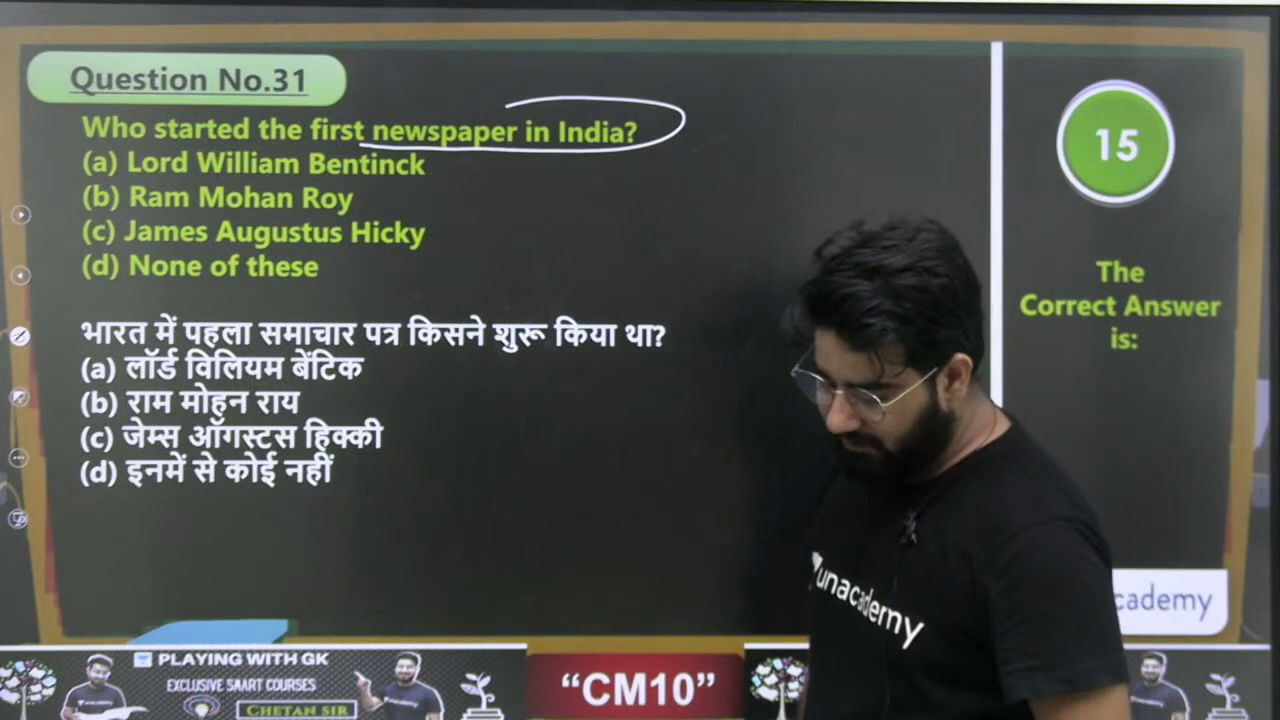 Question No.31
Who started the first newspaper in India?
(a) Lord William Bentinck
(b) Ram Mohan Roy
(c) James Augustus Hicky
(d) None of these
भारत में पहला समाचार पत्र किसने शुरू किया था?
(a) लॉर्ड विलियम बेंटिक
(b) राम मोहन राय
(c) जेम्स ऑगस्टस हिक्की
(d) इनमें से कोई नहीं
15
The
Correct Answer
is:
unacademy
cademy
PLAYING WITH GK
EXCLUSIVE SMART COURSES
CHETAN SIR
“CM10”